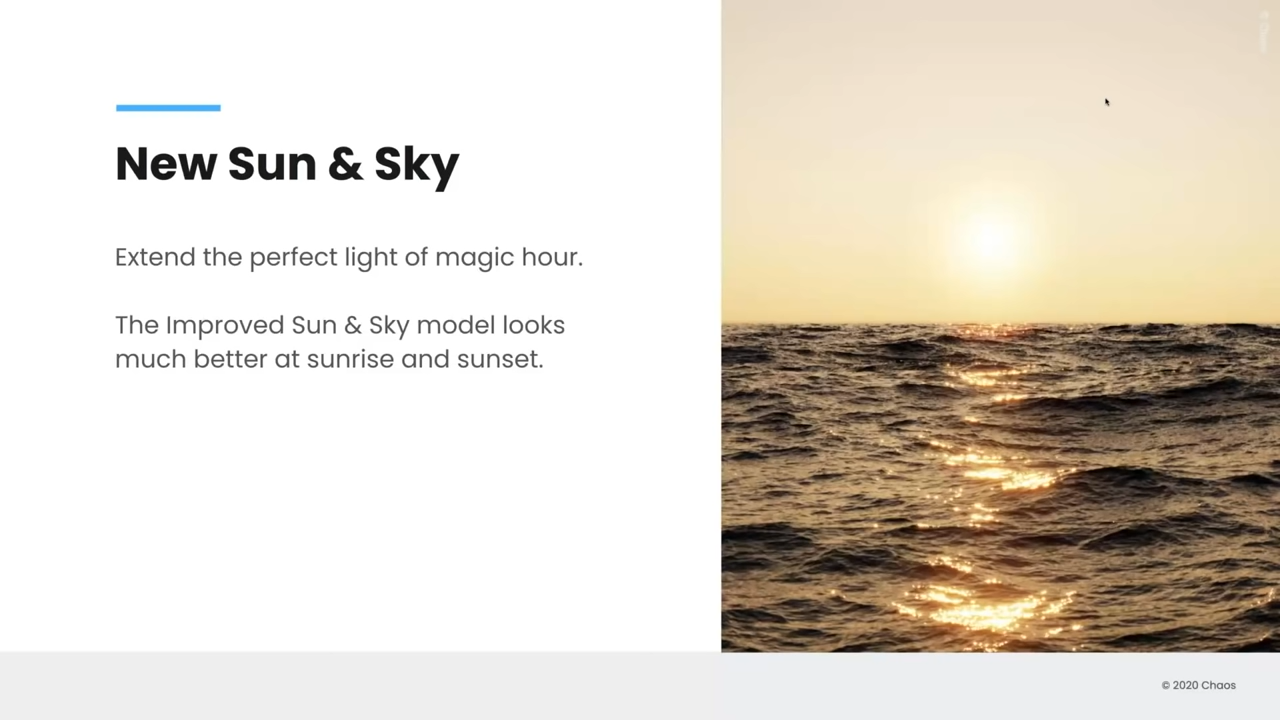 New Sun & Sky
Extend the perfect light of magic hour.
The Improved Sun & Sky model looks
much better at sunrise and sunset.
© 2020 Chaos